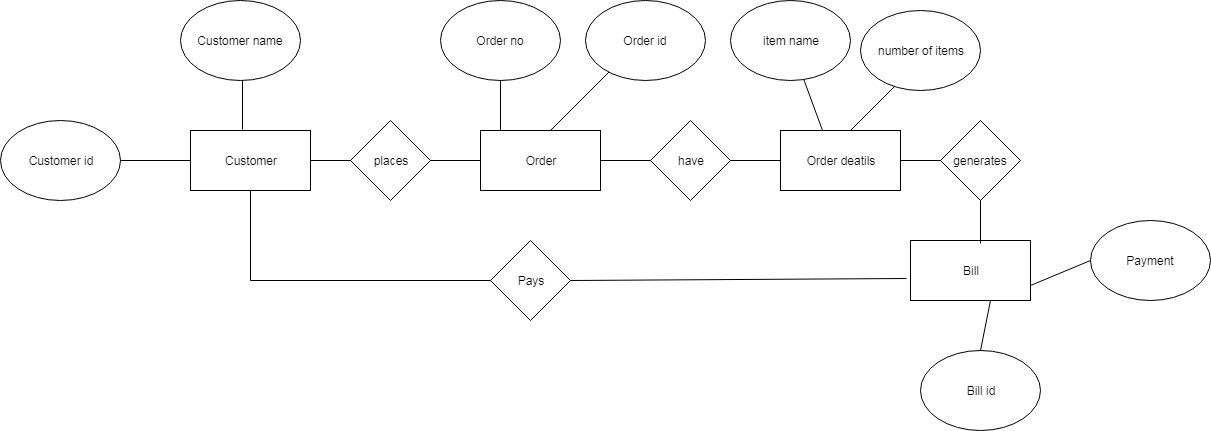 Customer name
Order no
Order id
item name
number of items
Customer id
Customer
places
Order
have
Order deatils
generates
Pays
Bill
Payment
Bill id